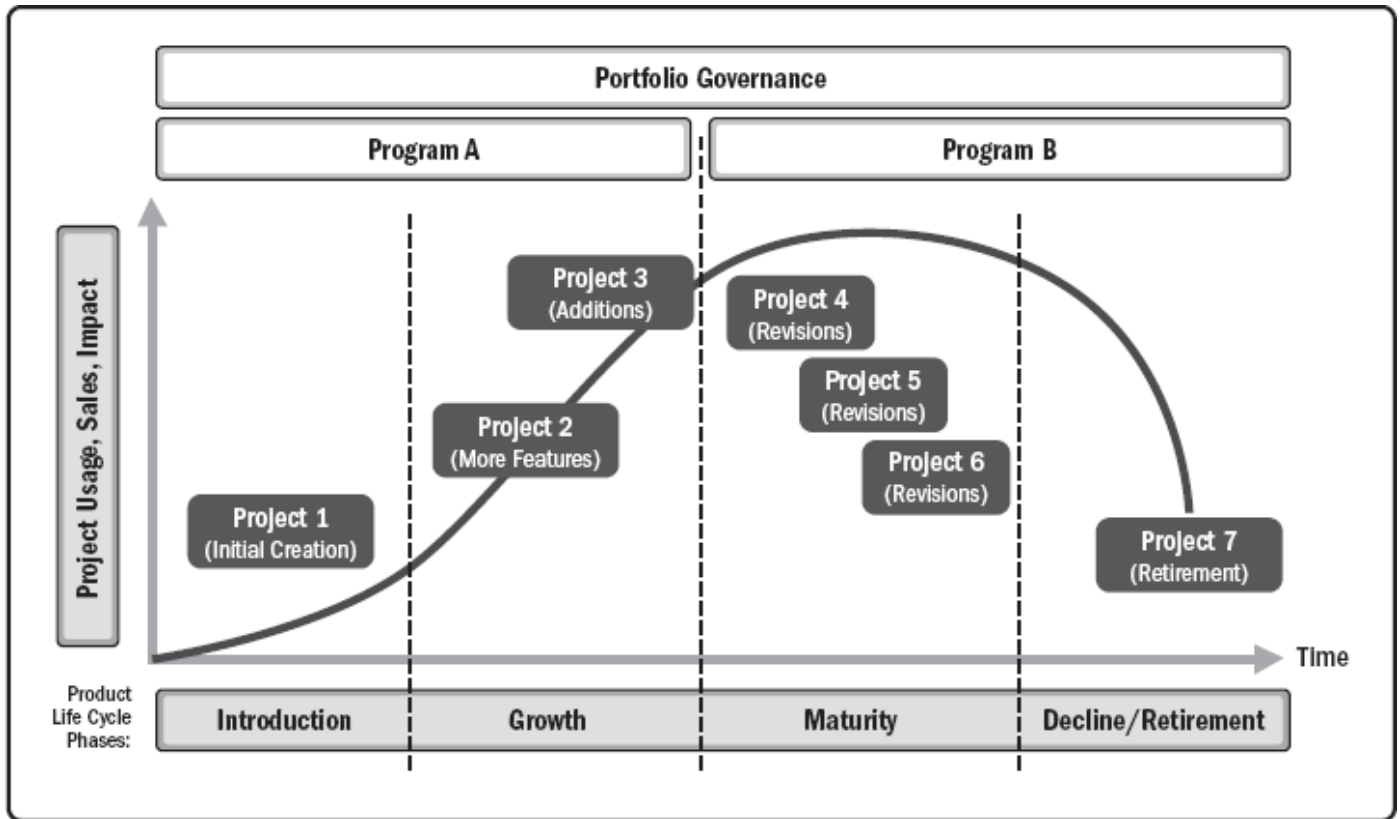 Portfolio Governance
Program A
Program B
Project Usage, Sales, Impact
Project 3
(Additions)
Project 4
(Revisions)
Project 5
(Revisions)
Project 2
(More Features)
Project 6
(Revisions)
Project 1
(Initial Creation)
Project 7
(Retirement)
Time
Product
Life Cycle
Phases:
Introduction
Growth
Maturity
Decline/Retirement